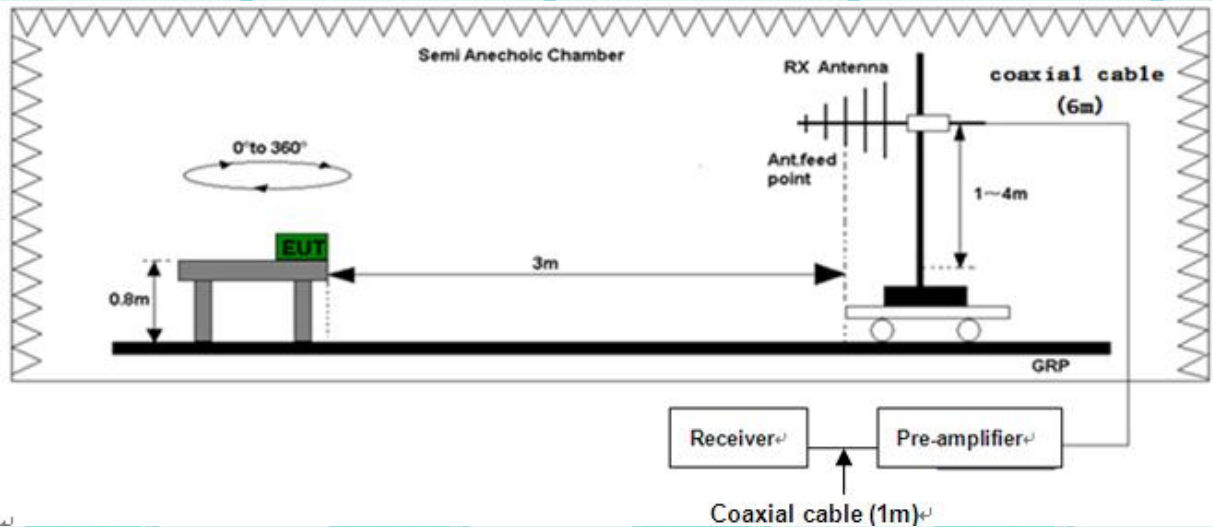 Semi Anechoic Chamber
RX Antenna
coaxial cable
(6m)
0°to 360°
Ant.feed
point
1～4m
EUT
3m
0.8m
GRP
Receiver↵
Pre-amplifier↵
Coaxial cable (1m)↵
↵